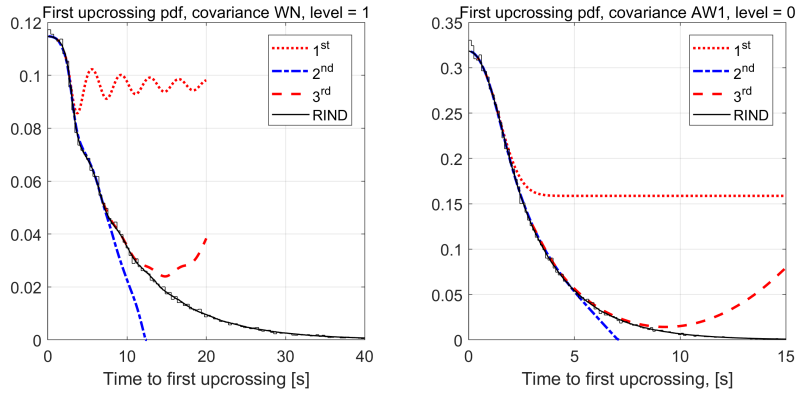 First upcrossing pdf, covariance WN, level = 1
0.12
0.1
0.08
0.06
0.04
0.02
0
0 10 20 30 40
Time to first upcrossing [s]
1st
2nd
3rd
RIND
First upcrossing pdf, covariance AW1, level = 0
0.35
0.3
0.25
0.2
0.15
0.1
0.05
0
0 5 10 15
Time to first upcrossing, [s]
1st
2nd
3rd
RIND